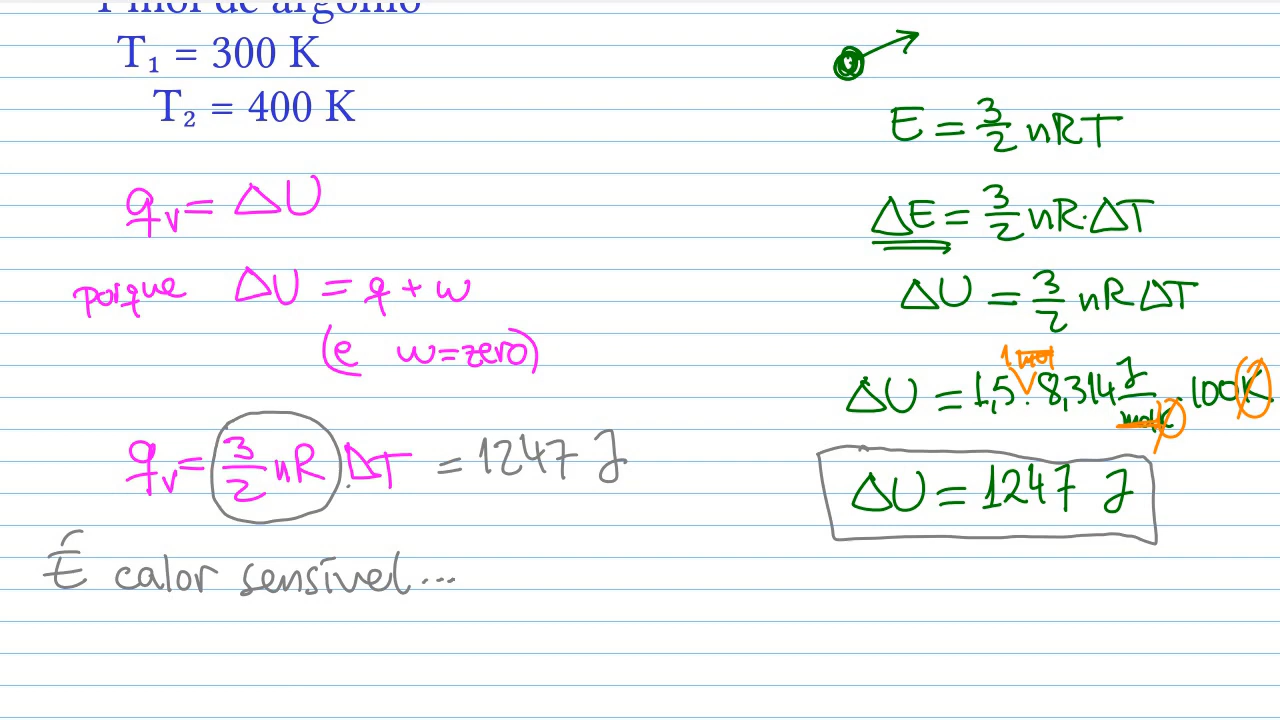 1 mol de argônio
T₁ = 300 K
T₂ = 400 K
qᵥ = ΔU
porque ΔU = q + w
(e w=zero)
qᵥ = 3/2 nR.ΔT = 1247 J
É calor sensível...
E = 3/2 nRT
ΔE = 3/2 nR·ΔT
ΔU = 3/2 nRΔT
1 mol
ΔU = 1,5 . 8,314 J/molK . 100K
ΔU = 1247 J